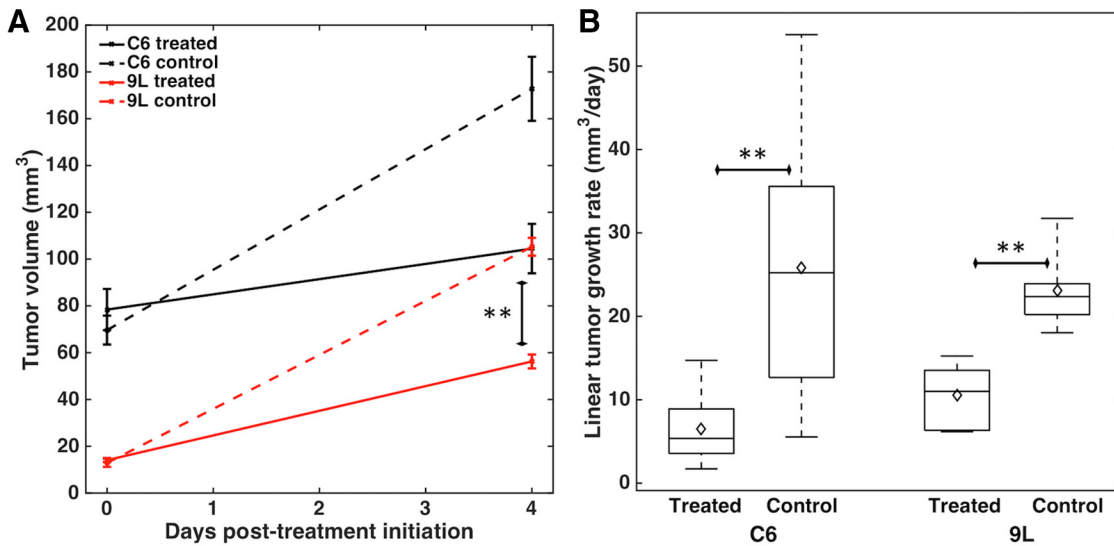 A
C6 treated
C6 control
9L treated
9L control
Tumor volume (mm³)
200
180
160
140
120
100
80
60
40
20
0
**
0 1 2 3 4
Days post-treatment initiation
B
Linear tumor growth rate (mm³/day)
50
40
30
20
10
0
**
**
Treated Control Treated Control
C6 9L